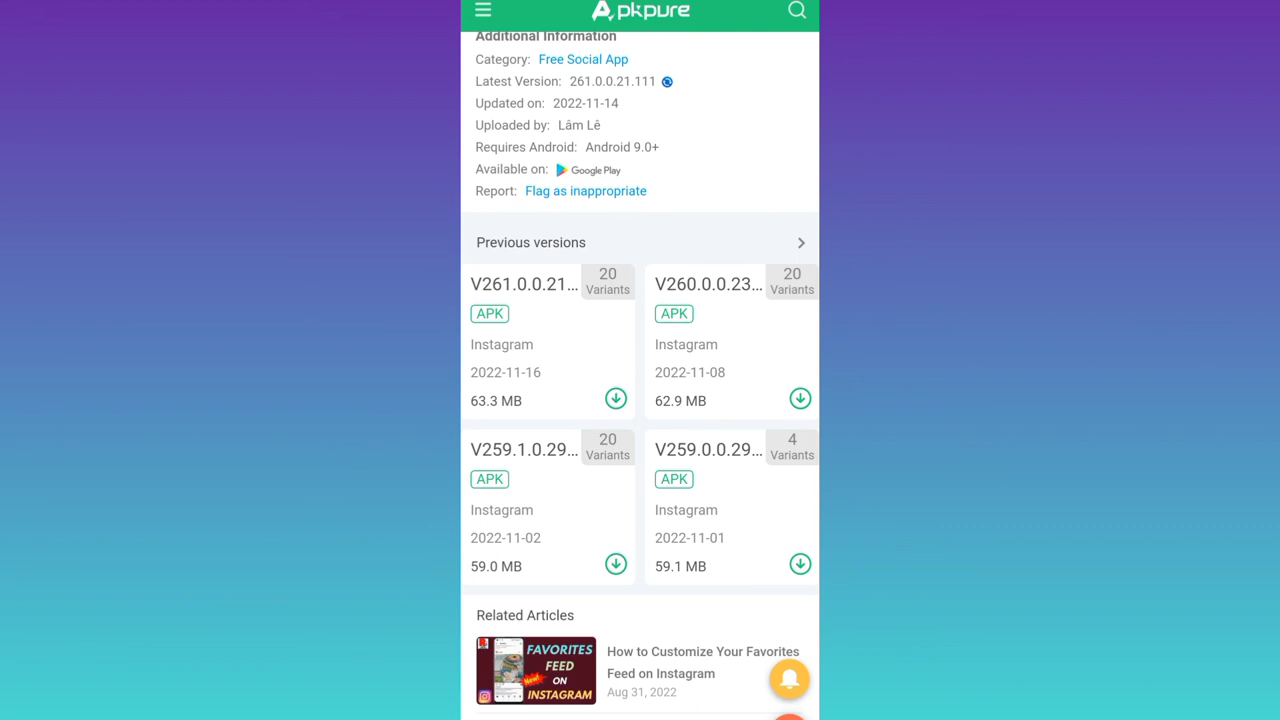 Apkpure
Additional Information
Category: Free Social App
Latest Version: 261.0.0.21.111
Updated on: 2022-11-14
Uploaded by: Lâm Lê
Requires Android: Android 9.0+
Available on: Google Play
Report: Flag as inappropriate
Previous versions
V261.0.0.21... 20 Variants
APK
Instagram
2022-11-16
63.3 MB
V260.0.0.23... 20 Variants
APK
Instagram
2022-11-08
62.9 MB
V259.1.0.29... 20 Variants
APK
Instagram
2022-11-02
59.0 MB
V259.0.0.29... 4 Variants
APK
Instagram
2022-11-01
59.1 MB
Related Articles
FAVORITES
FEED
New!
ON
INSTAGRAM
How to Customize Your Favorites
Feed on Instagram
Aug 31, 2022